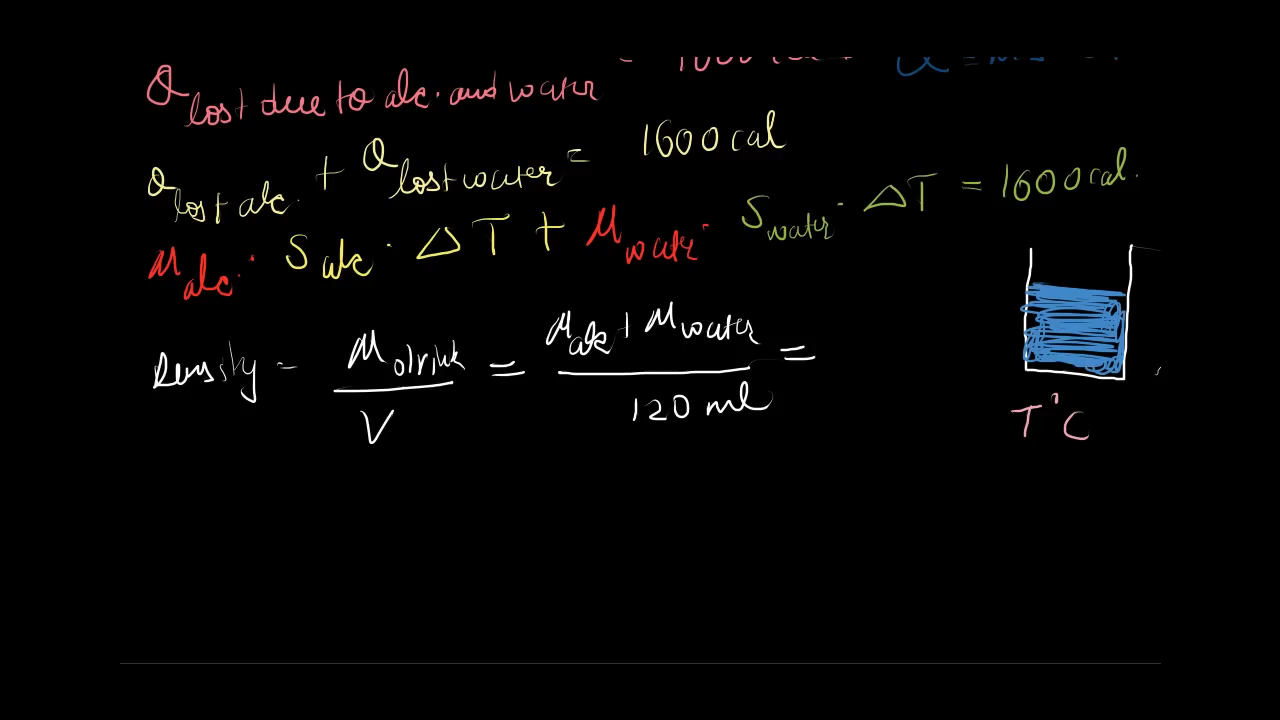 Q lost due to alc. and water
Q lost alc. + Q lost water = 1600 cal
M alc. · S alc · ΔT + M water · S water · ΔT = 1600 cal.
Density = M drink / V = M alc + M water / 120 ml =
T°C